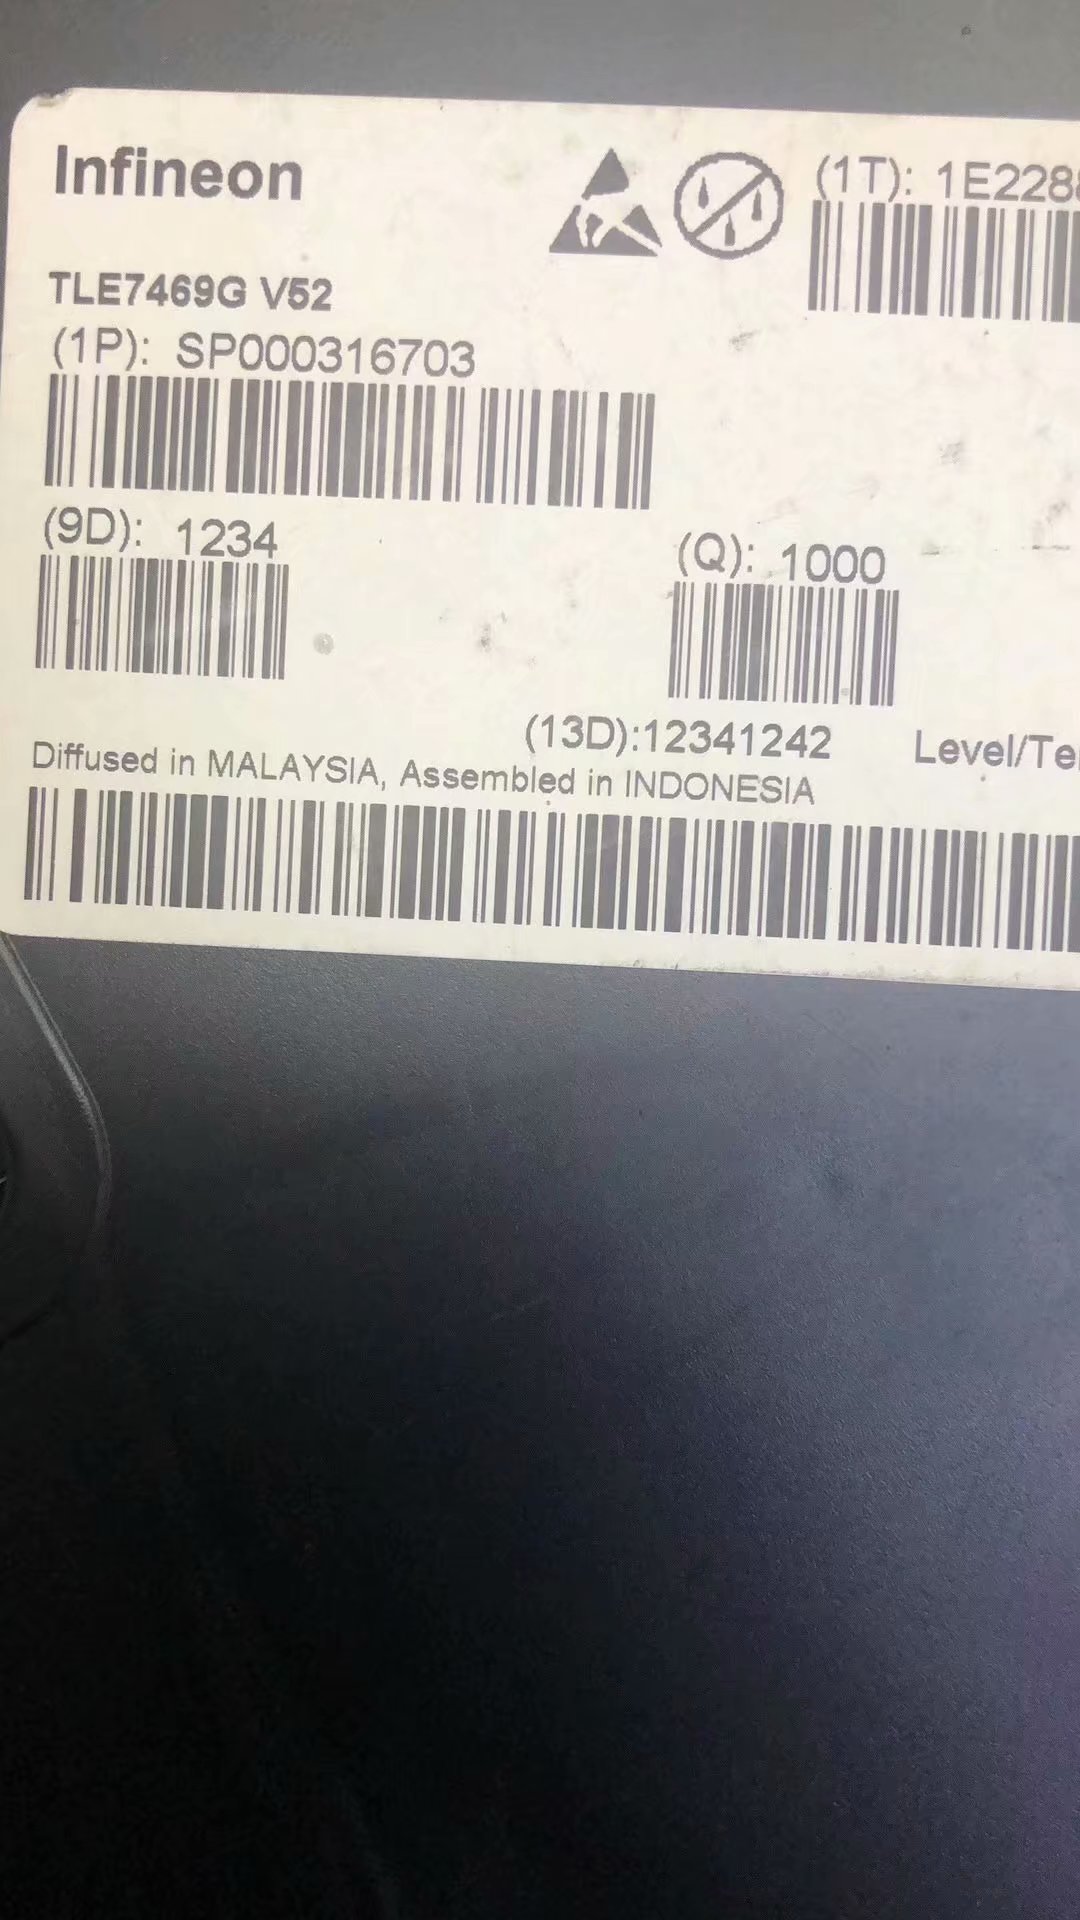 Infineon
(1T): 1E228
TLE7469G V52
(1P): SP000316703
(9D): 1234
(Q): 1000
(13D):12341242
Level/Te
Diffused in MALAYSIA, Assembled in INDONESIA